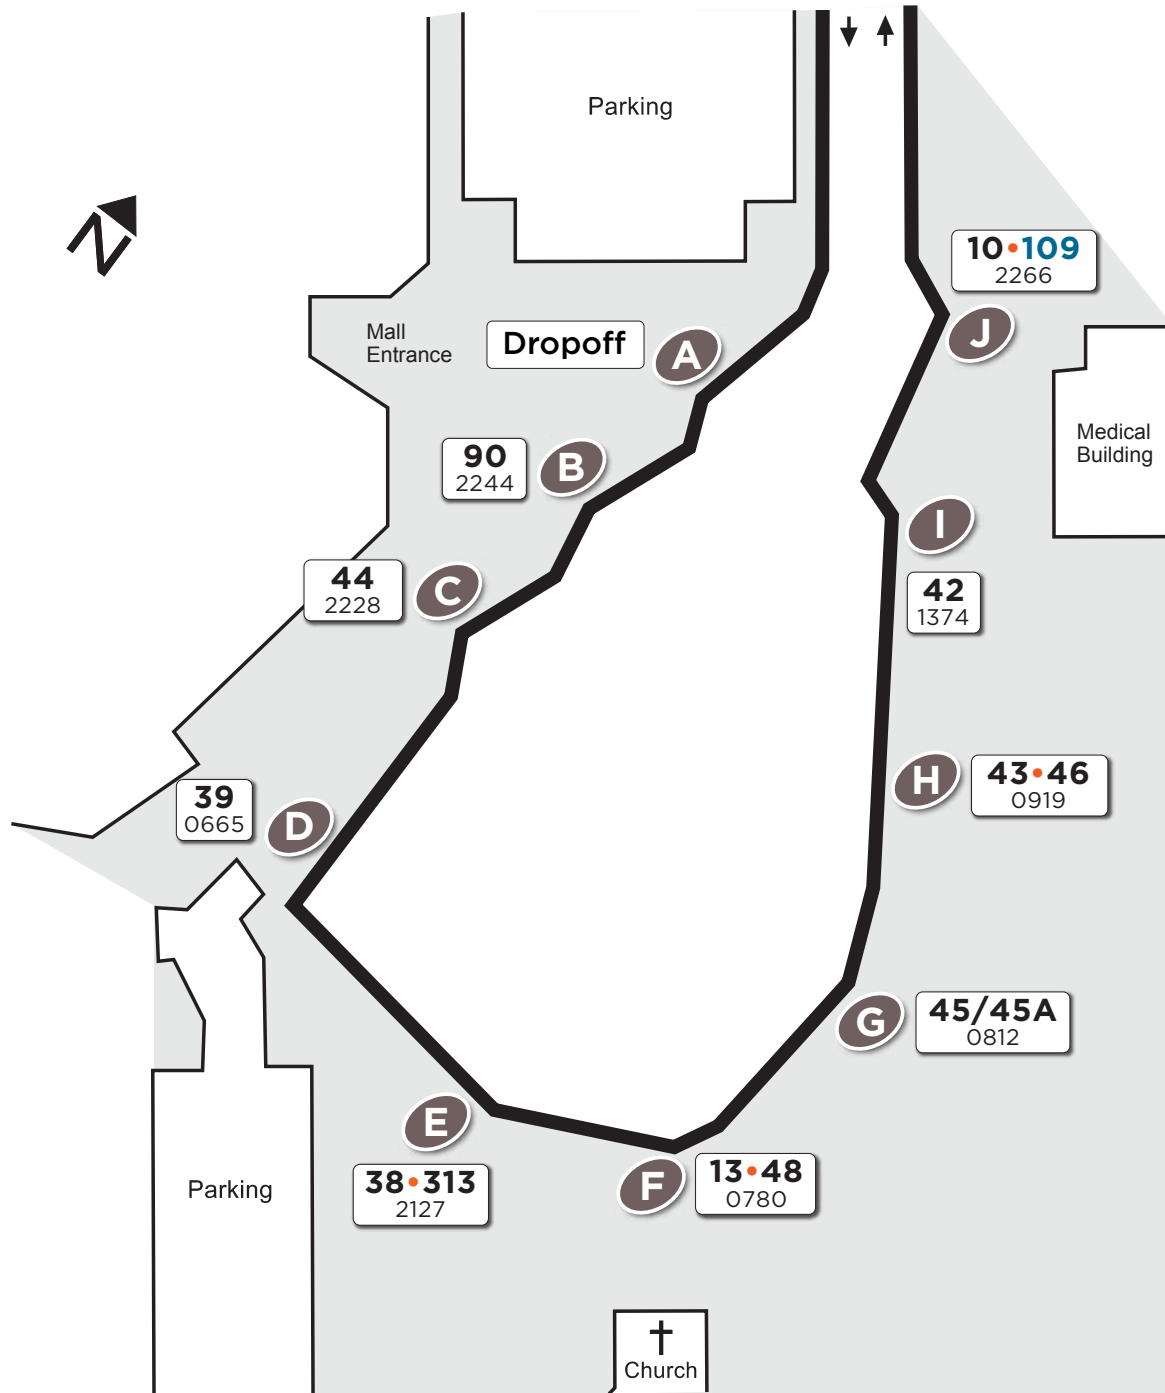 Parking
N
10•109
2266
J
Mall
Entrance
Dropoff
A
Medical
Building
90
2244
B
I
42
1374
44
2228
C
H
43•46
0919
39
0665
D
G
45/45A
0812
E
38•313
2127
F
13•48
0780
Parking
Church